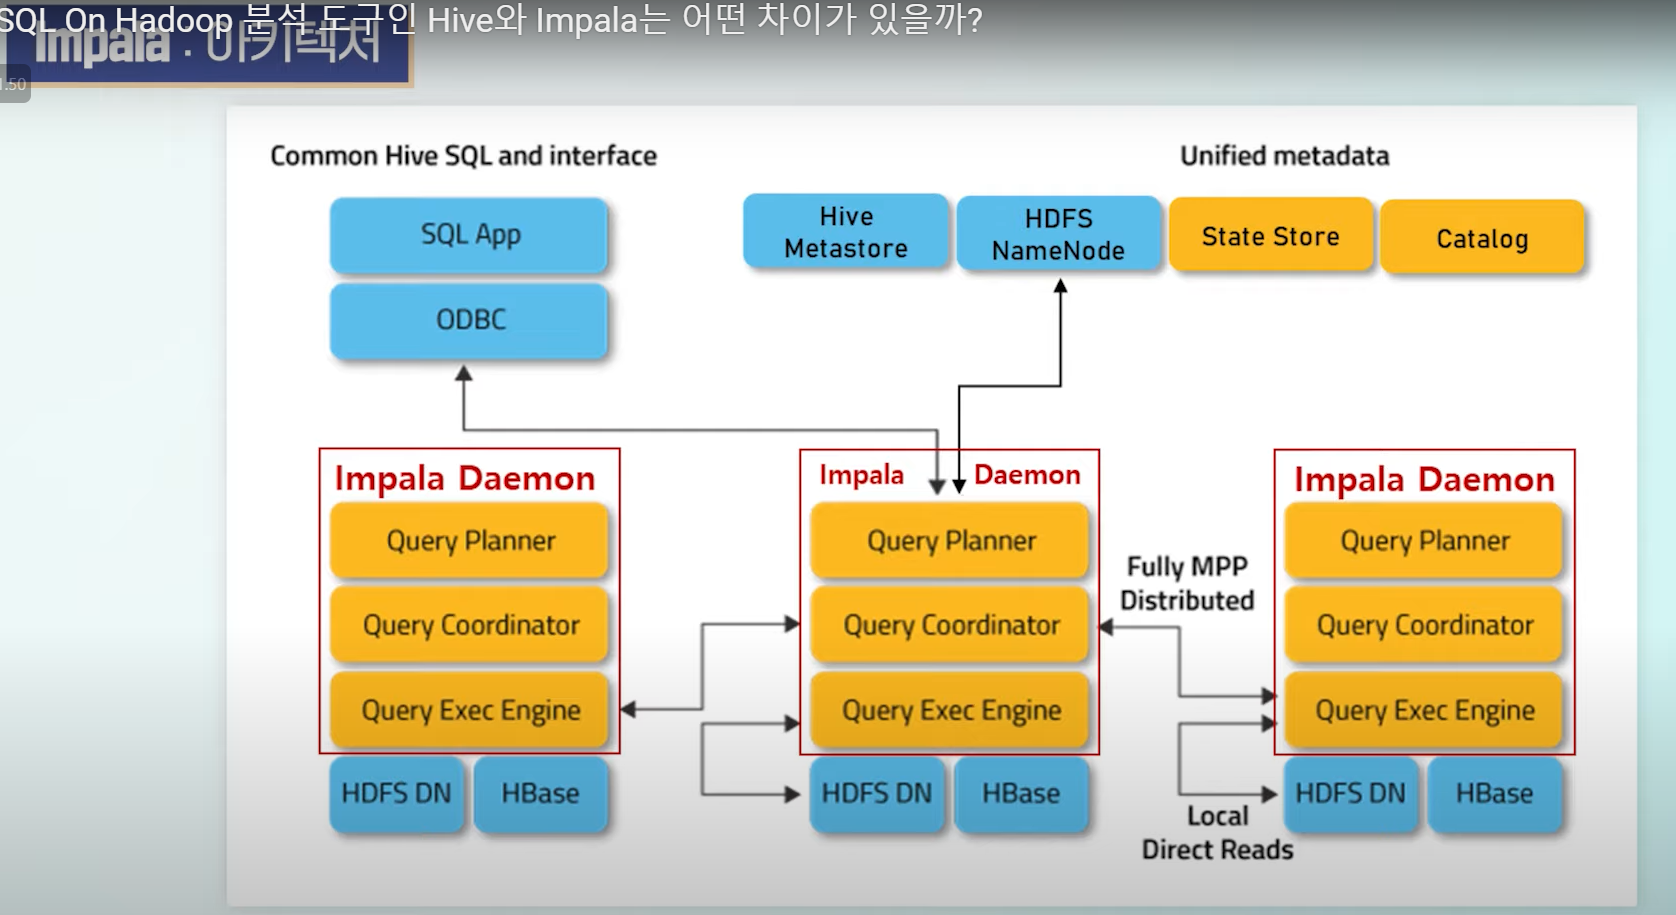 SQL On Hadoop 분석 도구인 Hive와 Impala는 어떤 차이가 있을까?
Impala · 아키텍처
1.50
Common Hive SQL and interface
Unified metadata
SQL App
ODBC
Hive
Metastore
HDFS
NameNode
State Store
Catalog
Impala Daemon
Query Planner
Query Coordinator
Query Exec Engine
HDFS DN
HBase
Impala Daemon
Query Planner
Query Coordinator
Query Exec Engine
HDFS DN
HBase
Fully MPP
Distributed
Local
Direct Reads
Impala Daemon
Query Planner
Query Coordinator
Query Exec Engine
HDFS DN
HBase